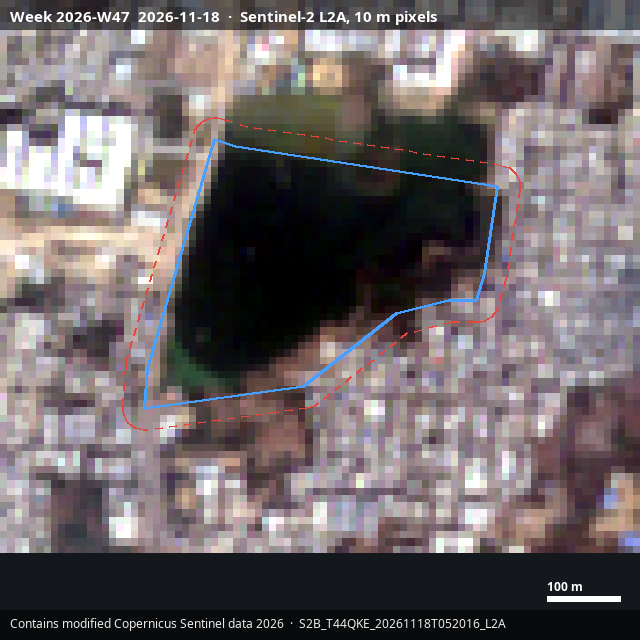 Week 2026-W47  2026-11-18  ·  Sentinel-2 L2A, 10 m pixels
100 m
Contains modified Copernicus Sentinel data 2026  ·  S2B_T44QKE_20261118T052016_L2A